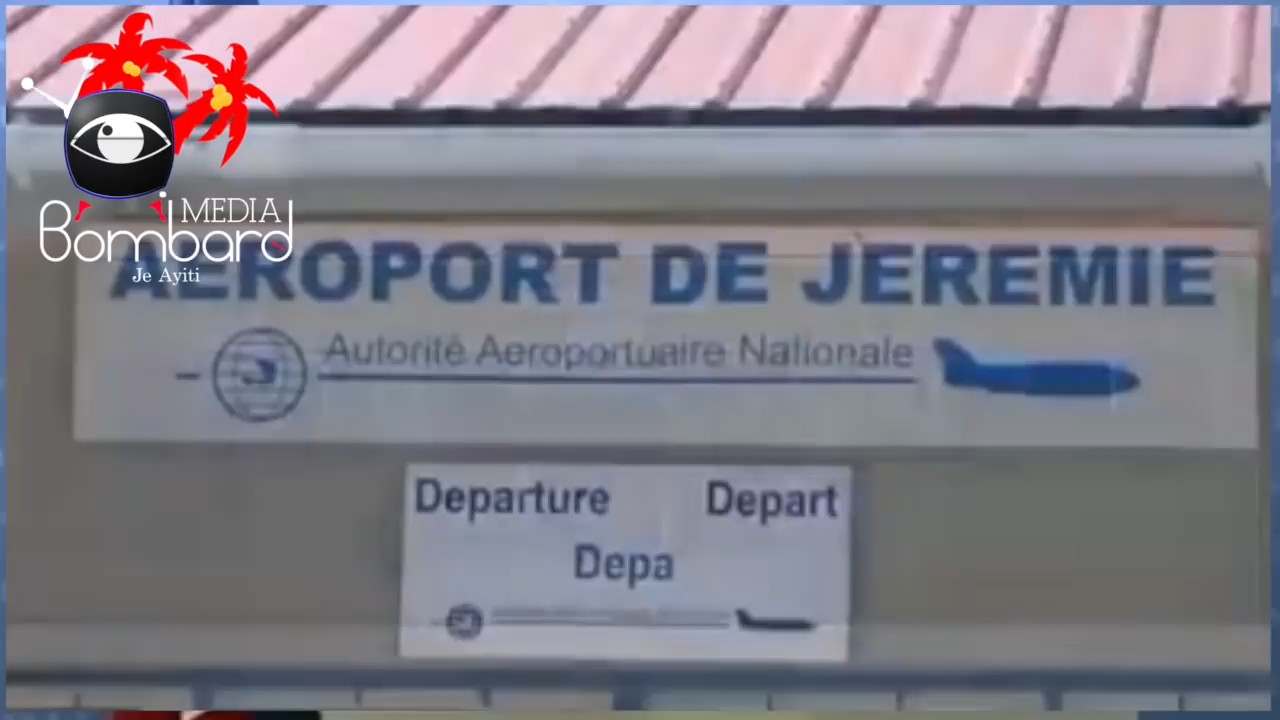 MEDIA
Bombard
Je Ayiti
AEROPORT DE JEREMIE
Autorité Aeroportuaire Nationale
Departure Depart
Depa